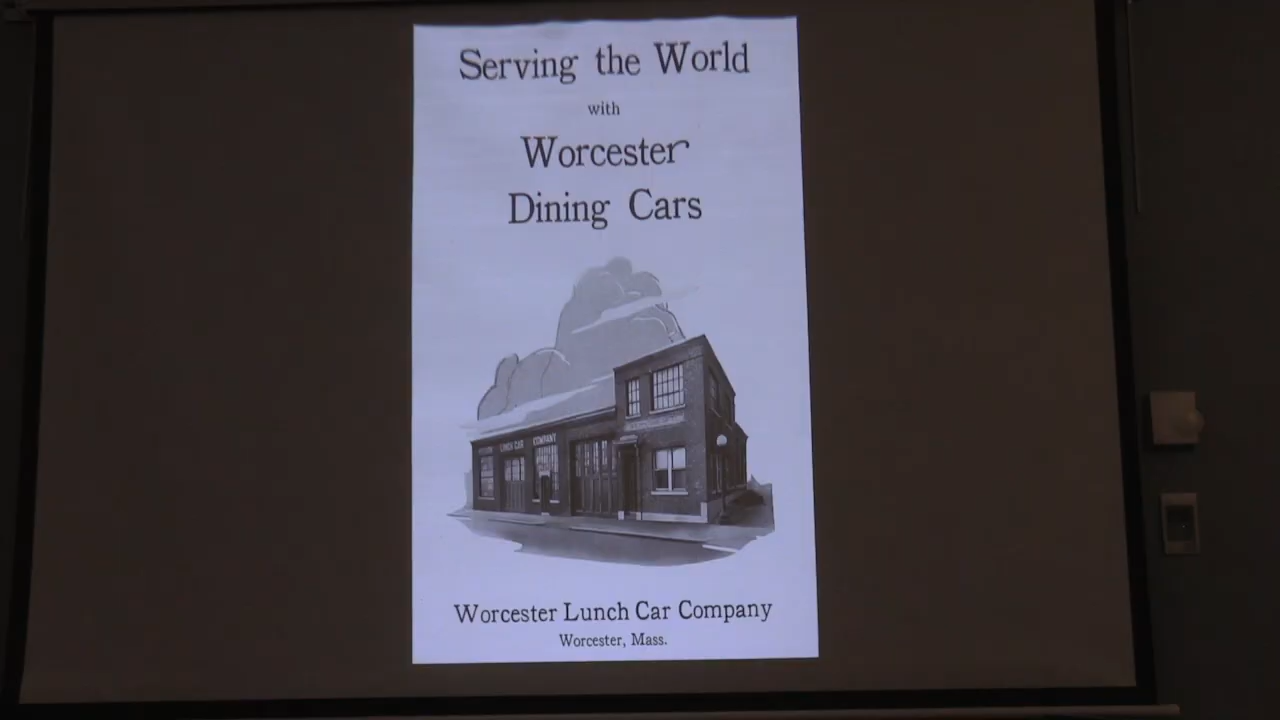 Serving the World
with
Worcester
Dining Cars
LUNCH CAR COMPANY
Worcester Lunch Car Company
Worcester, Mass.